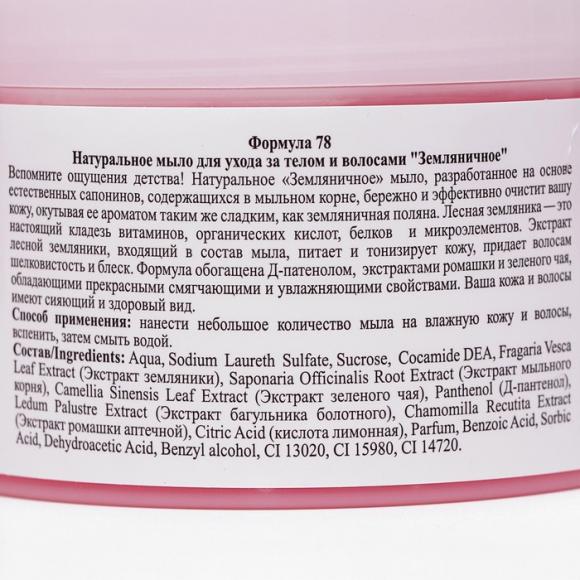 Формула 78
Натуральное мыло для ухода за телом и волосами "Земляничное"
Вспомните ощущения детства! Натуральное «Земляничное» мыло, разработанное на основе
естественных сапонинов, содержащихся в мыльном корне, бережно и эффективно очистит вашу
кожу, окутывая ее ароматом таким же сладким, как земляничная поляна. Лесная земляника — это
настоящий кладезь витаминов, органических кислот, белков и микроэлементов. Экстракт
лесной земляники, входящий в состав мыла, питает и тонизирует кожу, придает волосам
шелковистость и блеск. Формула обогащена Д-патенолом, экстрактами ромашки и зеленого чая,
обладающими прекрасными смягчающими и увлажняющими свойствами. Ваша кожа и волосы
имеют сияющий и здоровый вид.
Способ применения: нанести небольшое количество мыла на влажную кожу и волосы,
вспенить, затем смыть водой.
Состав/Ingredients: Aqua, Sodium Laureth Sulfate, Sucrose, Cocamide DEA, Fragaria Vesca
Leaf Extract (Экстракт земляники), Saponaria Officinalis Root Extract (Экстракт мыльного
корня), Camellia Sinensis Leaf Extract (Экстракт зеленого чая), Panthenol (Д-пантенол),
Ledum Palustre Extract (Экстракт багульника болотного), Chamomilla Recutita Extract
(Экстракт ромашки аптечной), Citric Acid (кислота лимонная), Parfum, Benzoic Acid, Sorbic
Acid, Dehydroacetic Acid, Benzyl alcohol, CI 13020, CI 15980, CI 14720.